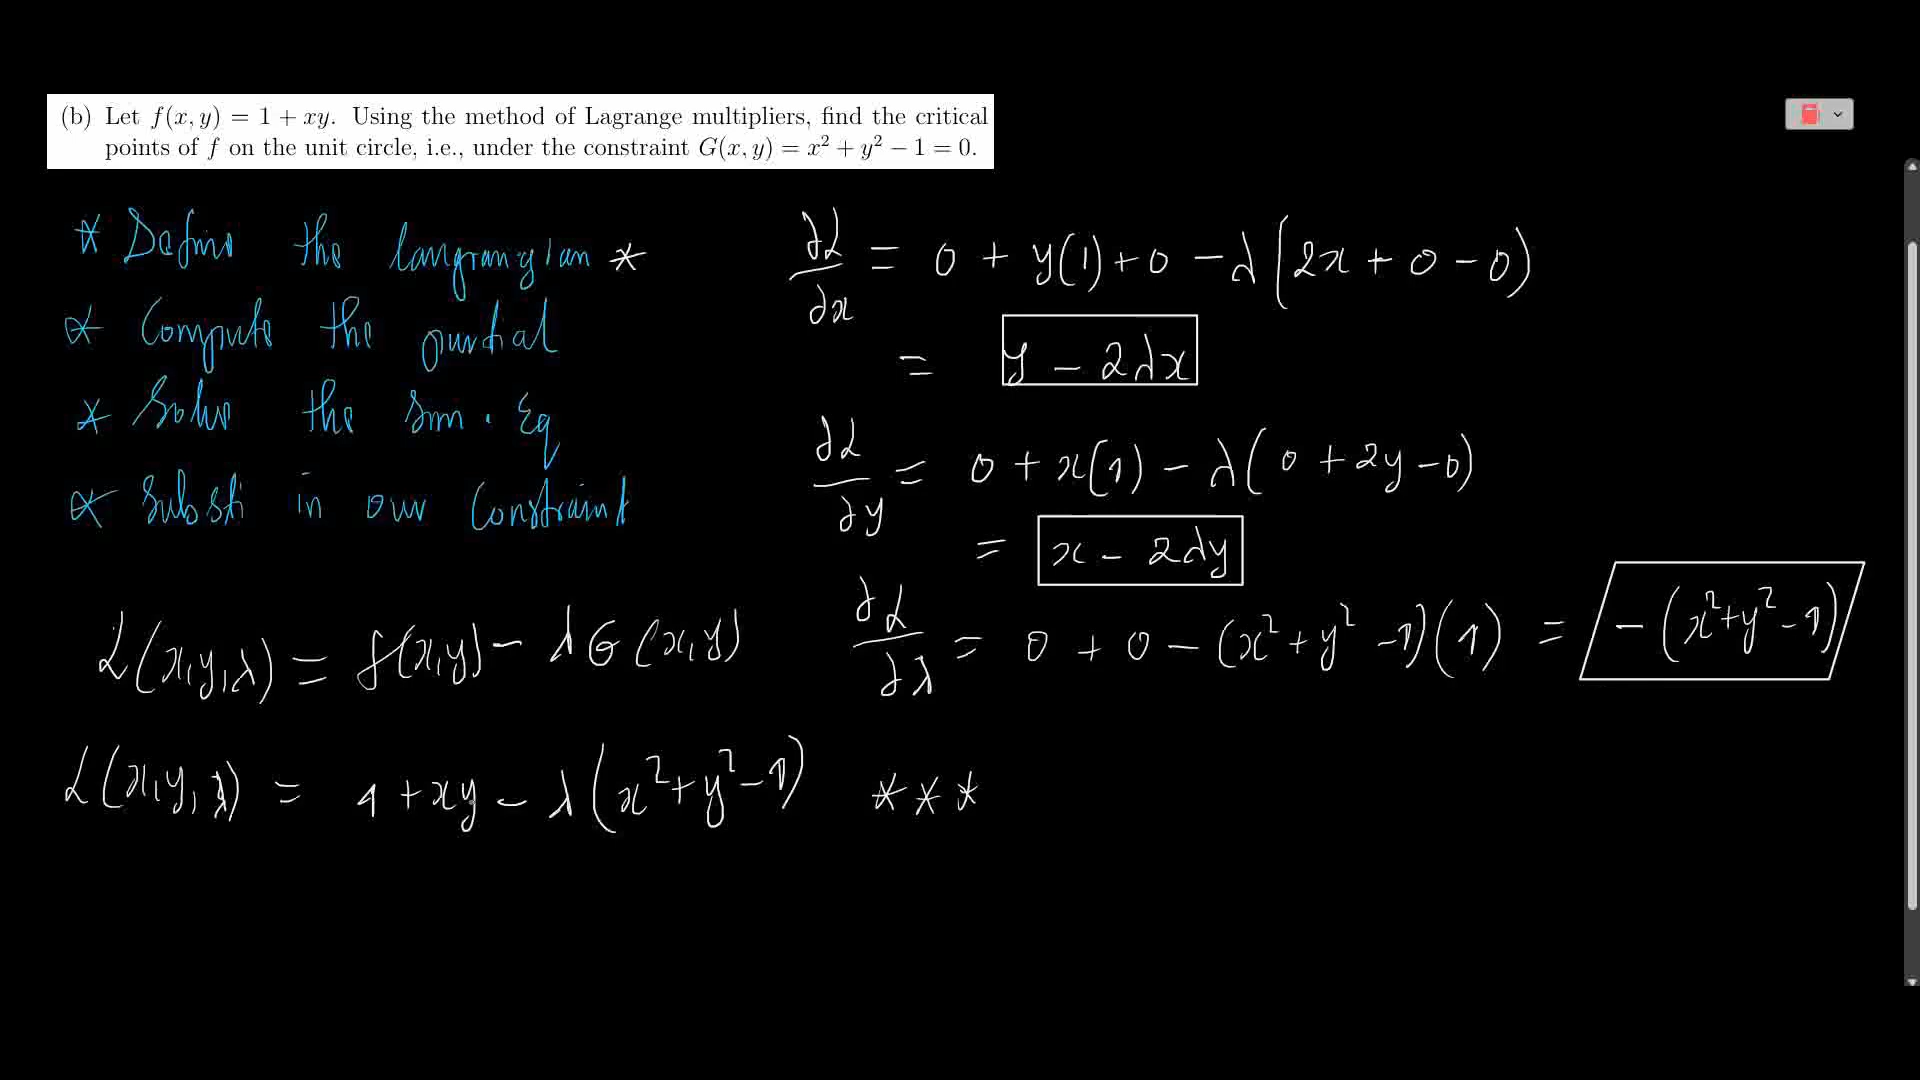 (b) Let f(x, y) = 1 + xy. Using the method of Lagrange multipliers, find the critical
points of f on the unit circle, i.e., under the constraint G(x, y) = x² + y² − 1 = 0.
* Define the langrangian *
* Compute the partial
* Solve the sim. Eq
* Substi in our Constraint
ℒ(x,y,λ) = f(x,y) − λG(x,y)
ℒ(x,y,λ) = 1 + xy − λ(x² + y² − 1) ***
∂ℒ/∂x = 0 + y(1) + 0 − λ(2x + 0 − 0)
= y − 2λx
∂ℒ/∂y = 0 + x(1) − λ(0 + 2y − 0)
= x − 2λy
∂ℒ/∂λ = 0 + 0 − (x² + y² − 1)(1) = −(x² + y² − 1)